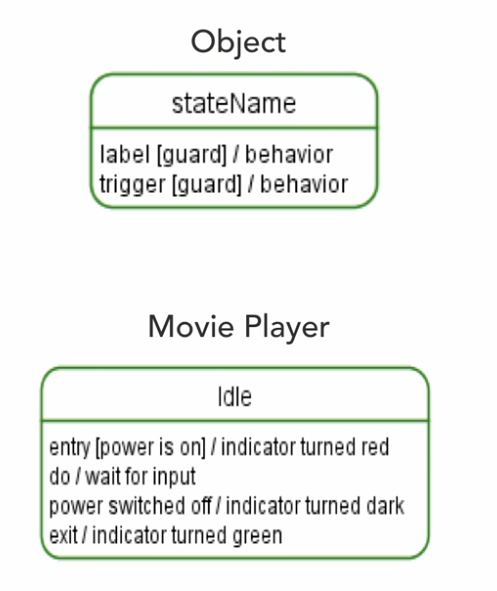 Object
stateName
label [guard] / behavior
trigger [guard] / behavior
Movie Player
Idle
entry [power is on] / indicator turned red
do / wait for input
power switched off / indicator turned dark
exit / indicator turned green